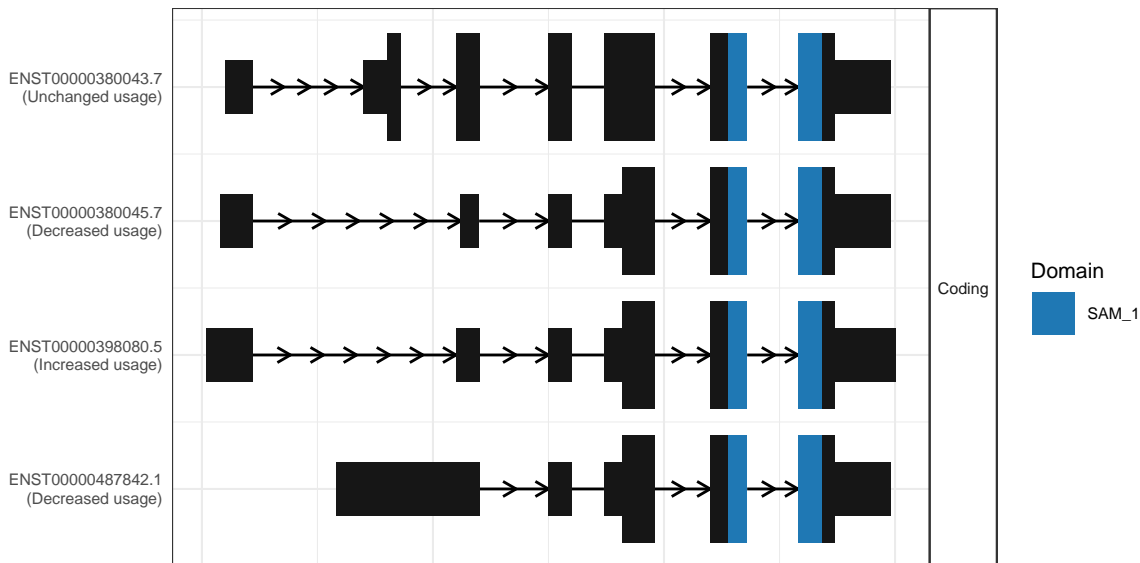 ENST00000380043.7
(Unchanged usage)
ENST00000380045.7
(Decreased usage)
ENST00000398080.5
(Increased usage)
ENST00000487842.1
(Decreased usage)
Coding
Domain
SAM_1